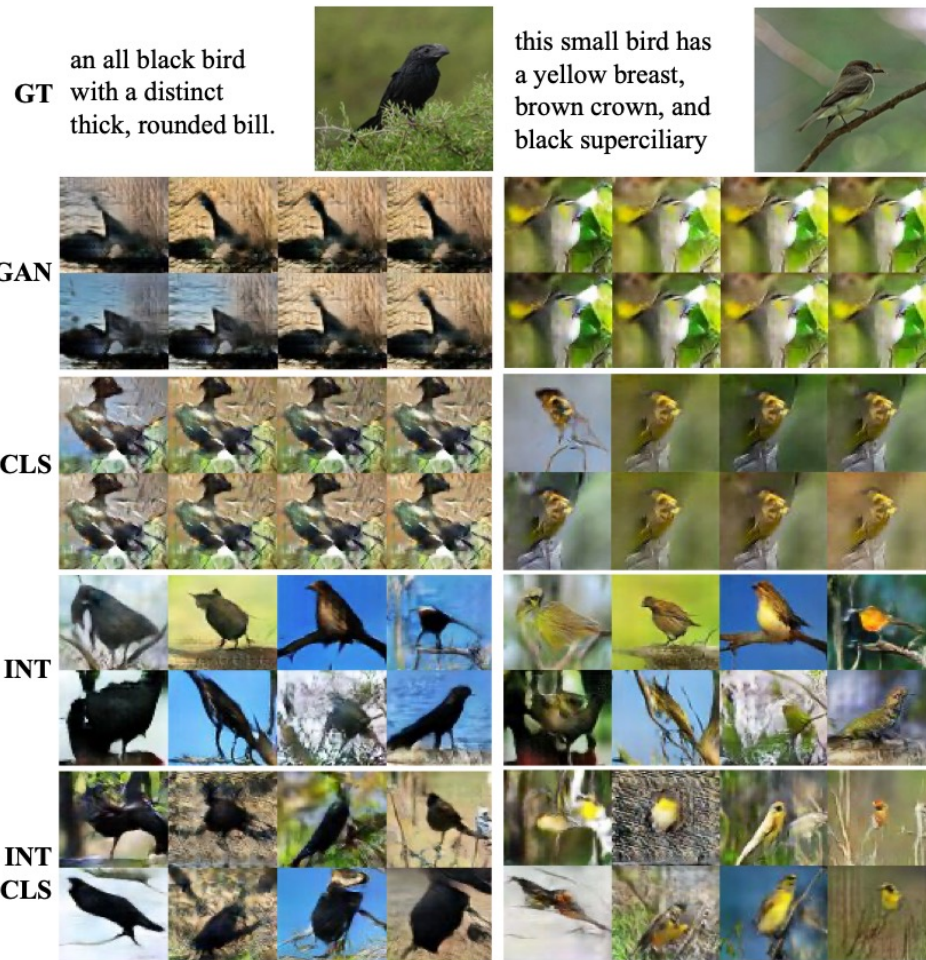 GT
an all black bird
with a distinct
thick, rounded bill.
this small bird has
a yellow breast,
brown crown, and
black superciliary
GAN
CLS
INT
INT
CLS